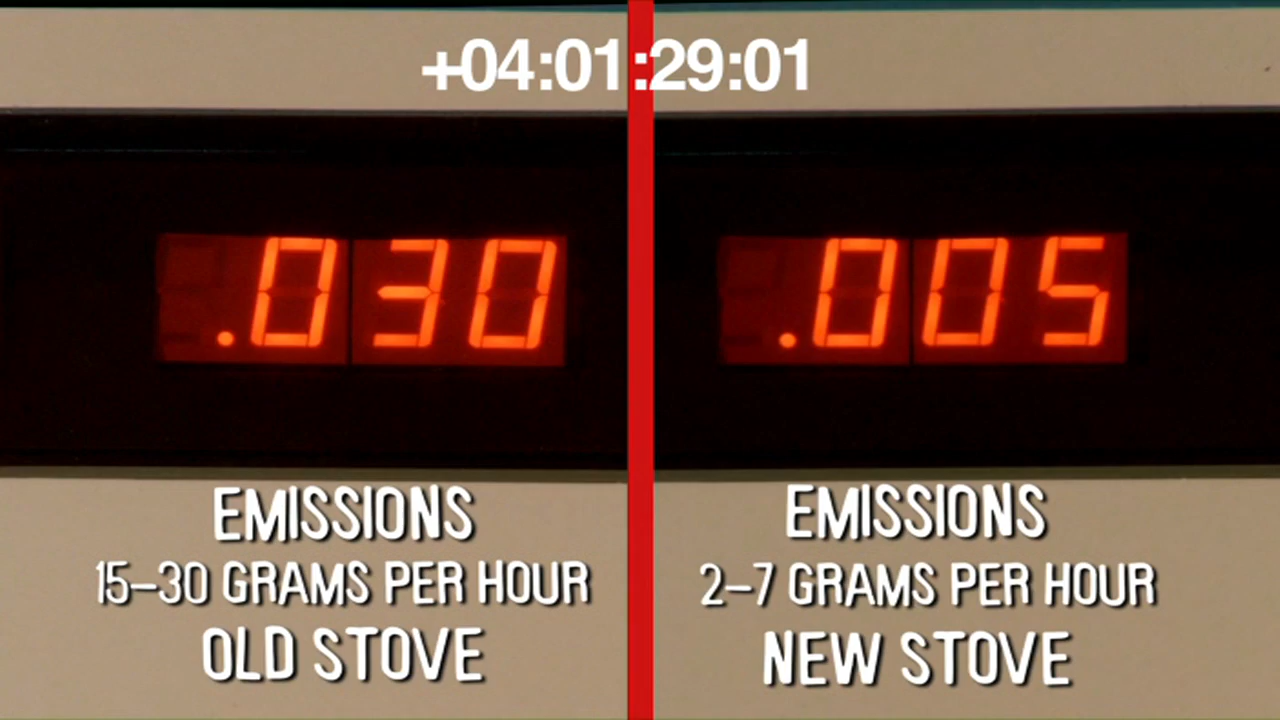 +04:01:29:01
.030
.005
EMISSIONS
15–30 GRAMS PER HOUR
OLD STOVE
EMISSIONS
2–7 GRAMS PER HOUR
NEW STOVE